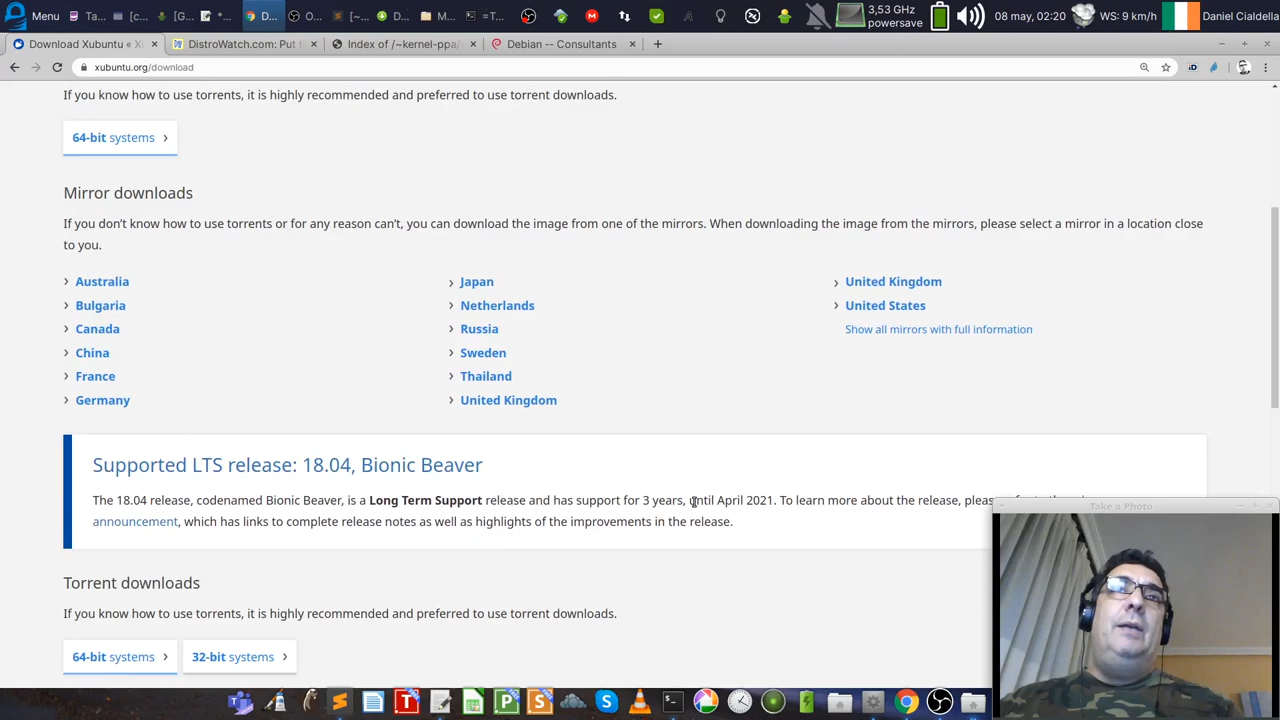 Menu
Ta...
[c...
[G...
*...
D...
O...
[~...
D...
M...
=T...
3,53 GHz
powersave
08 may, 02:20
WS: 9 km/h
Daniel Cialdella
Download Xubuntu « X
DistroWatch.com: Put t
Index of /~kernel-ppa/
Debian -- Consultants
xubuntu.org/download
If you know how to use torrents, it is highly recommended and preferred to use torrent downloads.
64-bit systems
Mirror downloads
If you don't know how to use torrents or for any reason can't, you can download the image from one of the mirrors. When downloading the image from the mirrors, please select a mirror in a location close
to you.
Australia
Bulgaria
Canada
China
France
Germany
Japan
Netherlands
Russia
Sweden
Thailand
United Kingdom
United Kingdom
United States
Show all mirrors with full information
Supported LTS release: 18.04, Bionic Beaver
The 18.04 release, codenamed Bionic Beaver, is a Long Term Support release and has support for 3 years, until April 2021. To learn more about the release, pleas
announcement, which has links to complete release notes as well as highlights of the improvements in the release.
Take a Photo
Torrent downloads
If you know how to use torrents, it is highly recommended and preferred to use torrent downloads.
64-bit systems
32-bit systems